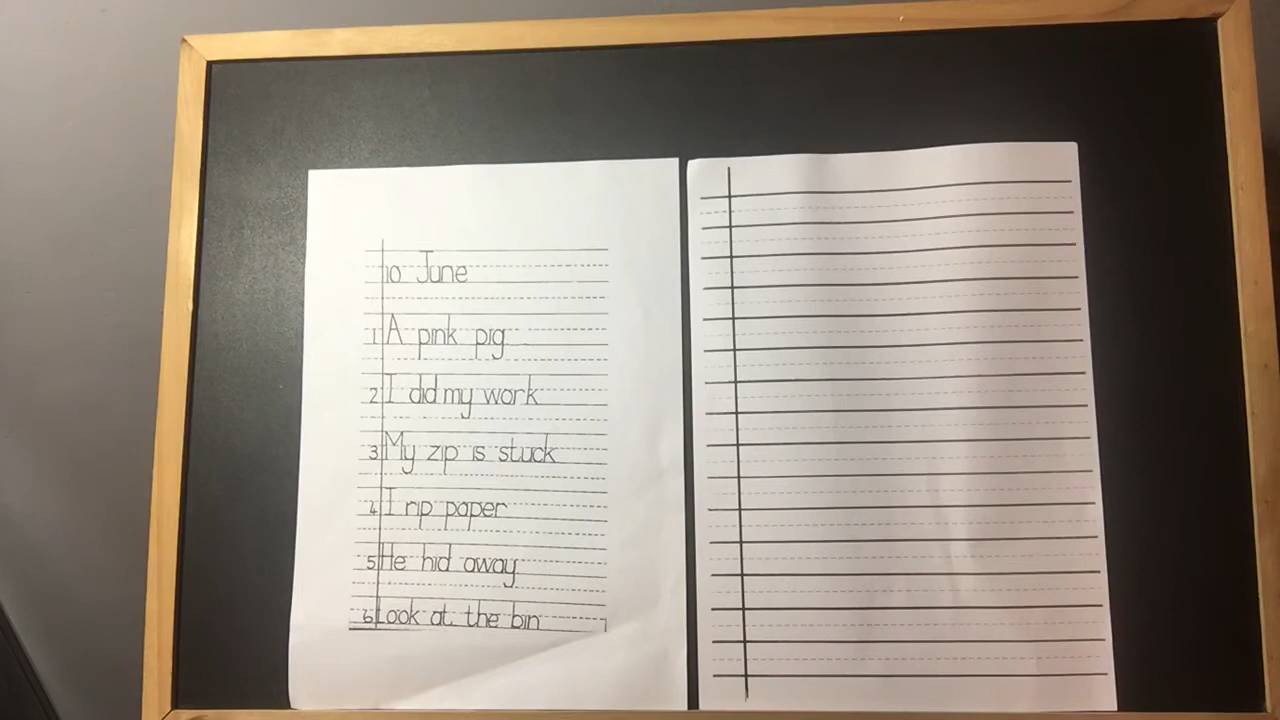 10 June
1 A pink pig
2 I did my work
3 My zip is stuck
4 I rip paper
5 He hid away
6 Look at the bin